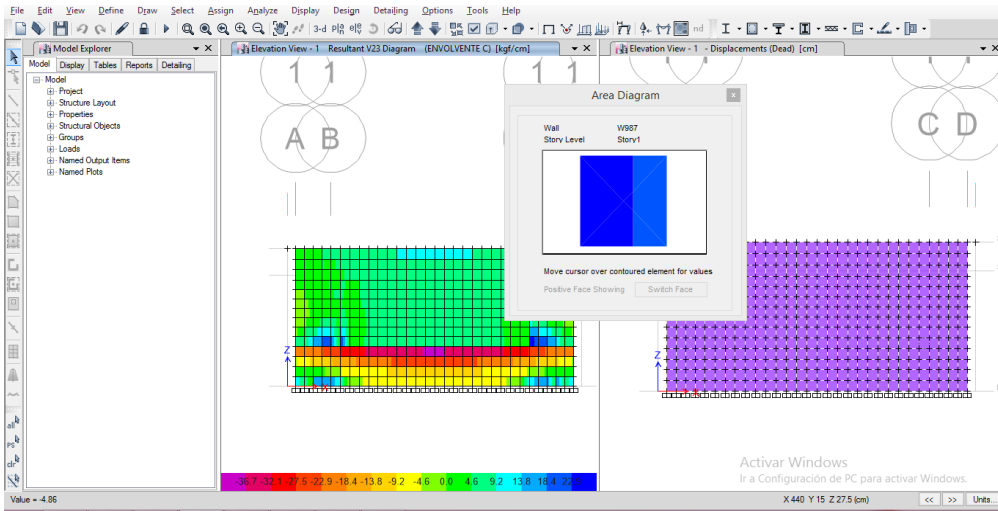 File Edit View Define Draw Select Assign Analyze Display Design Detailing Options Tools Help
3-d nd
Model Explorer
Elevation View - 1 Resultant V23 Diagram (ENVOLVENTE C) [kgf/cm]
Elevation View - 1 - Displacements (Dead) [cm]
Model Display Tables Reports Detailing
Model
Project
Structure Layout
Properties
Structural Objects
Groups
Loads
Named Output Items
Named Plots
1 1
1 1
A B
C D
Area Diagram
x
Wall W987
Story Level Story1
Move cursor over contoured element for values
Positive Face Showing Switch Face
Z
Z
all
ps
clr
-36.7 -32.1 -27.5 -22.9 -18.4 -13.8 -9.2 -4.6 0.0 4.6 9.2 13.8 18.4
Activar Windows
Ir a Configuración de PC para activar Windows.
Value = -4.86
X 440 Y 15 Z 27.5 (cm)
<< >> Units...